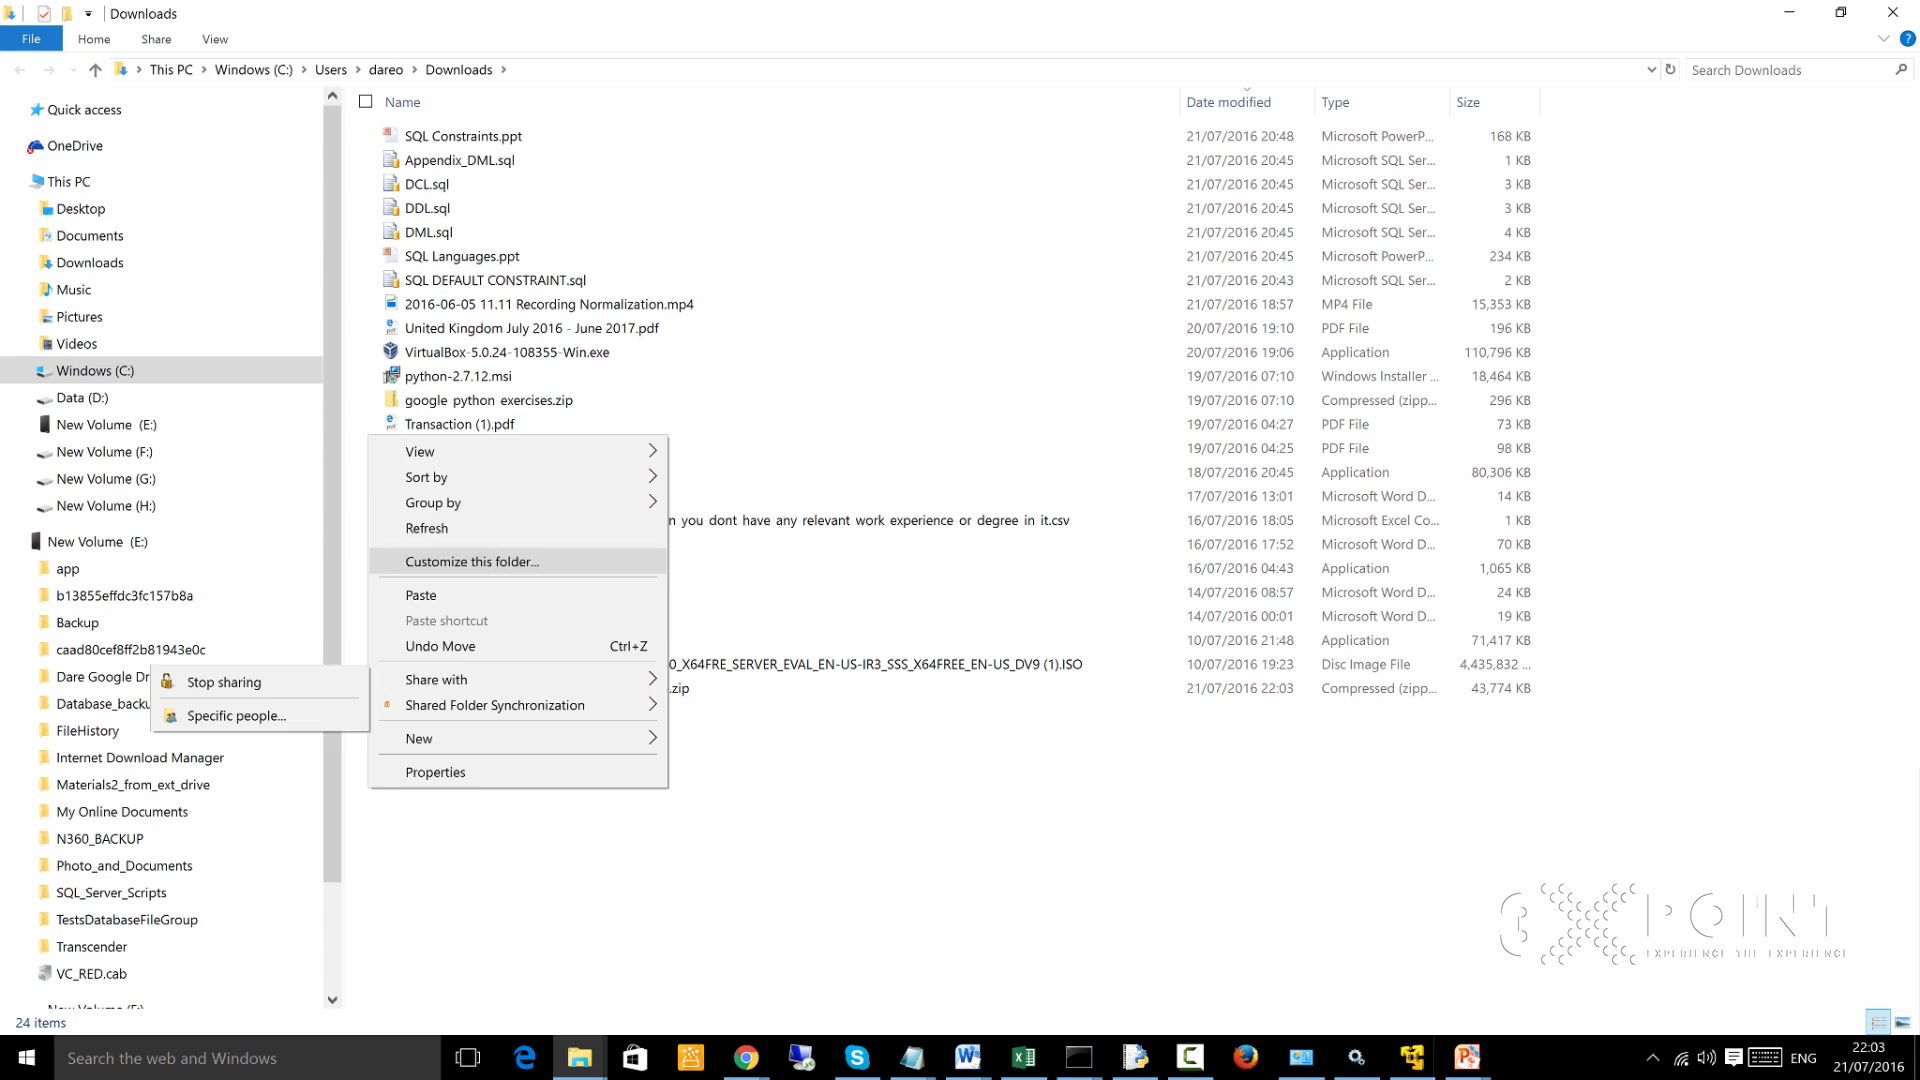 Downloads
File Home Share View
This PC Windows (C:) Users dareo Downloads
Search Downloads
Quick access
OneDrive
This PC
Desktop
Documents
Downloads
Music
Pictures
Videos
Windows (C:)
Data (D:)
New Volume (E:)
New Volume (F:)
New Volume (G:)
New Volume (H:)
New Volume (E:)
app
b13855effdc3fc157b8a
Backup
caad80cef8ff2b81943e0c
Dare Google Dr
Database_backu
FileHistory
Internet Download Manager
Materials2_from_ext_drive
My Online Documents
N360_BACKUP
Photo_and_Documents
SQL_Server_Scripts
TestsDatabaseFileGroup
Transcender
VC_RED.cab
24 items
Name Date modified Type Size
SQL Constraints.ppt 21/07/2016 20:48 Microsoft PowerP... 168 KB
Appendix_DML.sql 21/07/2016 20:45 Microsoft SQL Ser... 1 KB
DCL.sql 21/07/2016 20:45 Microsoft SQL Ser... 3 KB
DDL.sql 21/07/2016 20:45 Microsoft SQL Ser... 3 KB
DML.sql 21/07/2016 20:45 Microsoft SQL Ser... 4 KB
SQL Languages.ppt 21/07/2016 20:45 Microsoft PowerP... 234 KB
SQL DEFAULT CONSTRAINT.sql 21/07/2016 20:43 Microsoft SQL Ser... 2 KB
2016-06-05 11.11 Recording Normalization.mp4 21/07/2016 18:57 MP4 File 15,353 KB
United Kingdom July 2016 - June 2017.pdf 20/07/2016 19:10 PDF File 196 KB
VirtualBox-5.0.24-108355-Win.exe 20/07/2016 19:06 Application 110,796 KB
python-2.7.12.msi 19/07/2016 07:10 Windows Installer ... 18,464 KB
google python exercises.zip 19/07/2016 07:10 Compressed (zipp... 296 KB
Transaction (1).pdf 19/07/2016 04:27 PDF File 73 KB
19/07/2016 04:25 PDF File 98 KB
18/07/2016 20:45 Application 80,306 KB
17/07/2016 13:01 Microsoft Word D... 14 KB
n you dont have any relevant work experience or degree in it.csv 16/07/2016 18:05 Microsoft Excel Co... 1 KB
16/07/2016 17:52 Microsoft Word D... 70 KB
16/07/2016 04:43 Application 1,065 KB
14/07/2016 08:57 Microsoft Word D... 24 KB
14/07/2016 00:01 Microsoft Word D... 19 KB
10/07/2016 21:48 Application 71,417 KB
0_X64FRE_SERVER_EVAL_EN-US-IR3_SSS_X64FREE_EN-US_DV9 (1).ISO 10/07/2016 19:23 Disc Image File 4,435,832 ...
.zip 21/07/2016 22:03 Compressed (zipp... 43,774 KB
View
Sort by
Group by
Refresh
Customize this folder...
Paste
Paste shortcut
Undo Move Ctrl+Z
Share with
Shared Folder Synchronization
New
Properties
Stop sharing
Specific people...
3XPOINT
EXPERIENCE THE EXPERIENCE
Search the web and Windows
ENG
22:03
21/07/2016